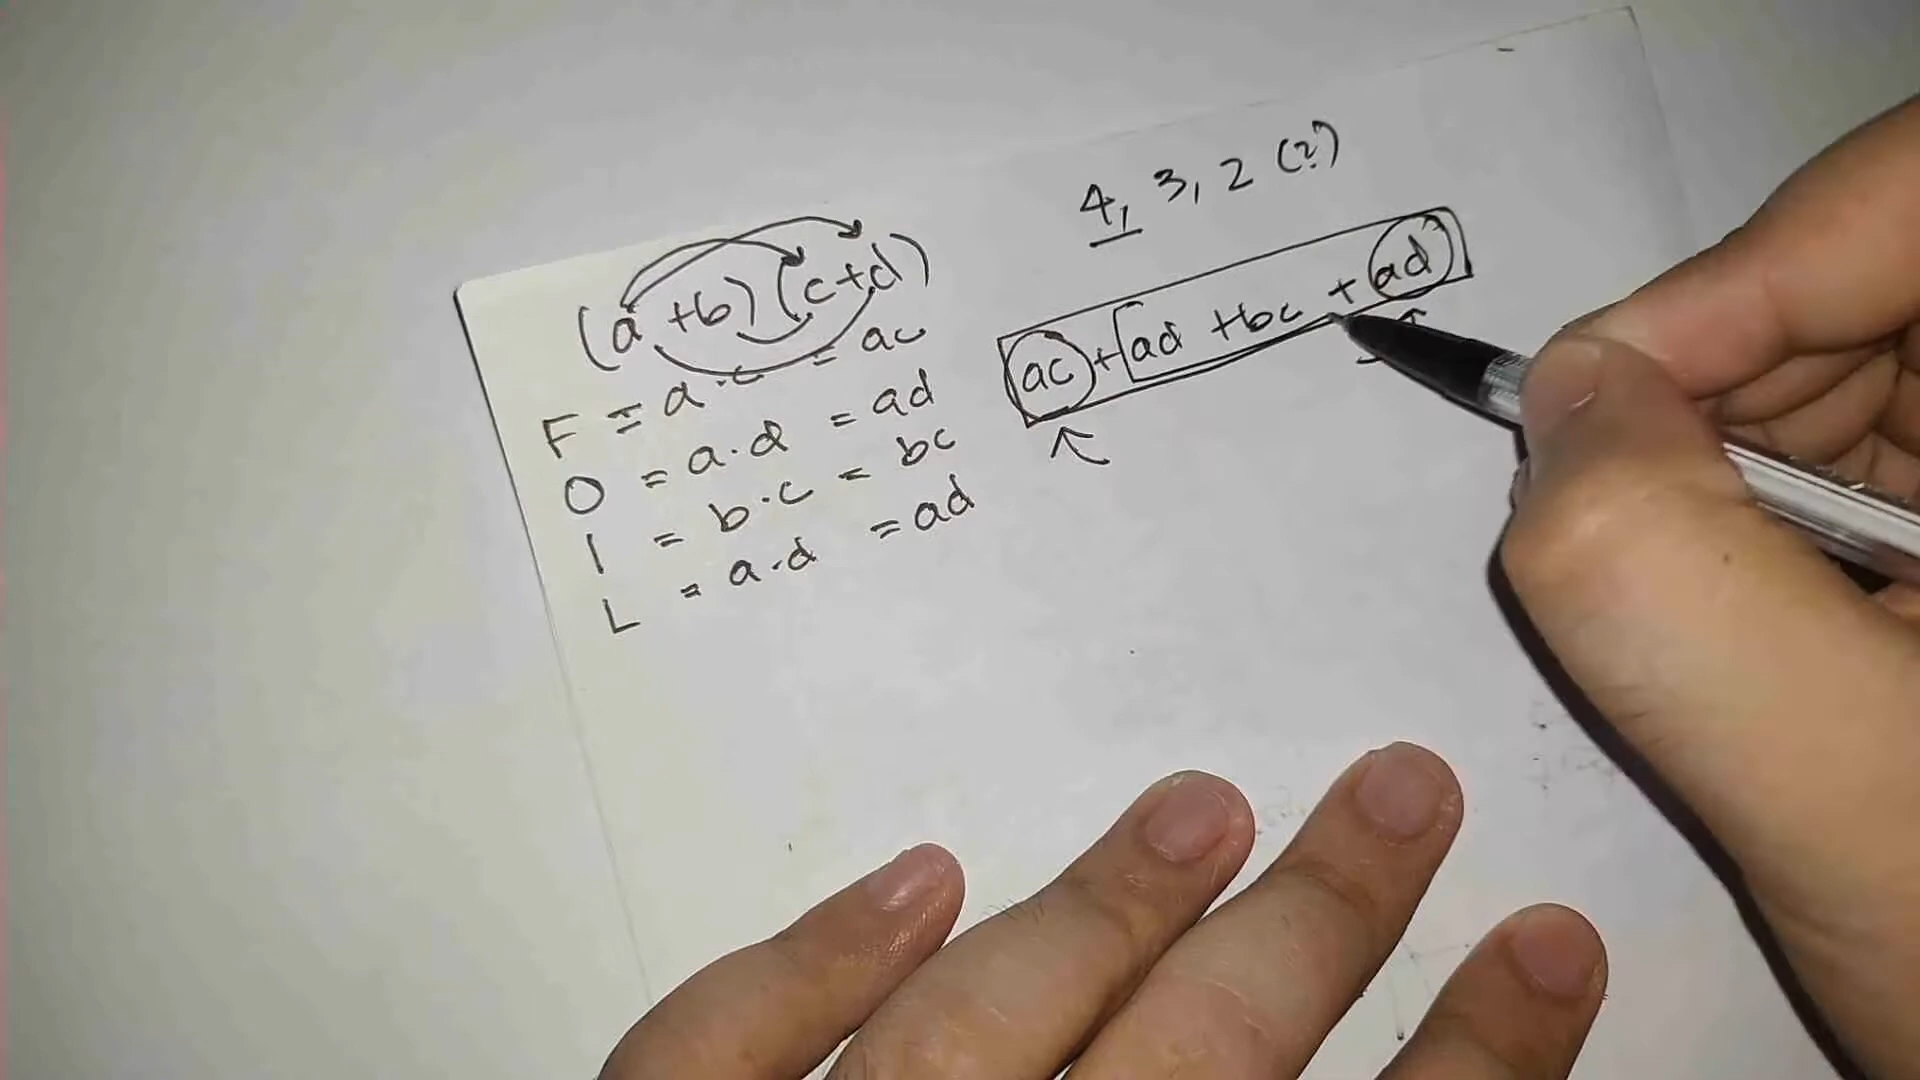 4, 3, 2 (?)
(a+b)(c+d)
ac + ad + bc + ad
F = a·c = ac
O = a·d = ad
I = b·c = bc
L = a·d = ad